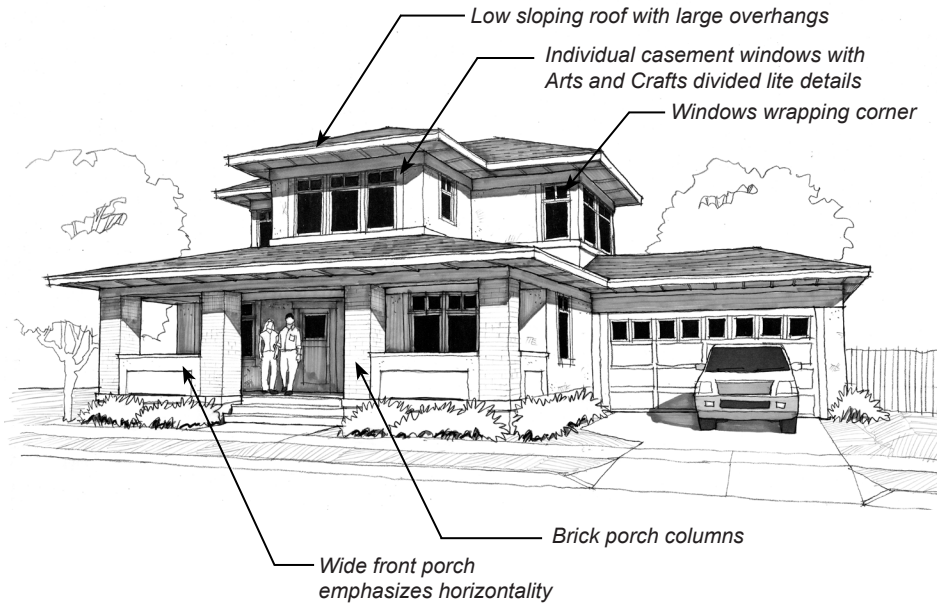 Low sloping roof with large overhangs
Individual casement windows with
Arts and Crafts divided lite details
Windows wrapping corner
Brick porch columns
Wide front porch
emphasizes horizontality